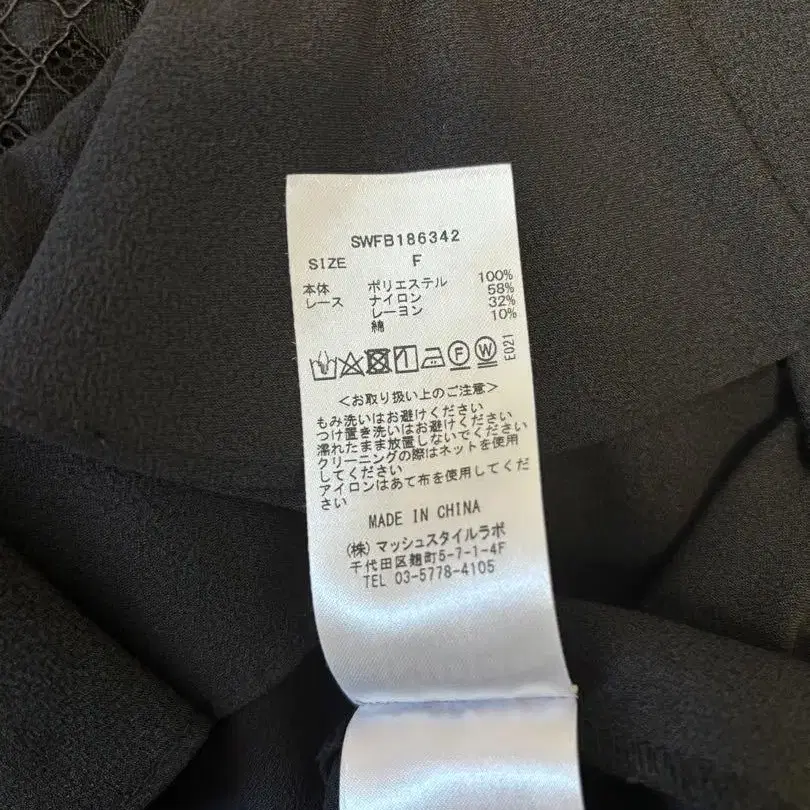 SWFB186342
SIZE F
本体 ポリエステル 100%
レース ナイロン 58%
レーヨン 32%
綿 10%
F W E021
<お取り扱い上のご注意>
もみ洗いはお避けください
つけ置き洗いはお避けください
濡れたまま放置しないでください
クリーニングの際はネットを使用
してください
アイロンはあて布を使用してくだ
さい
MADE IN CHINA
(株)マッシュスタイルラボ
千代田区麹町5-7-1-4F
TEL 03-5778-4105